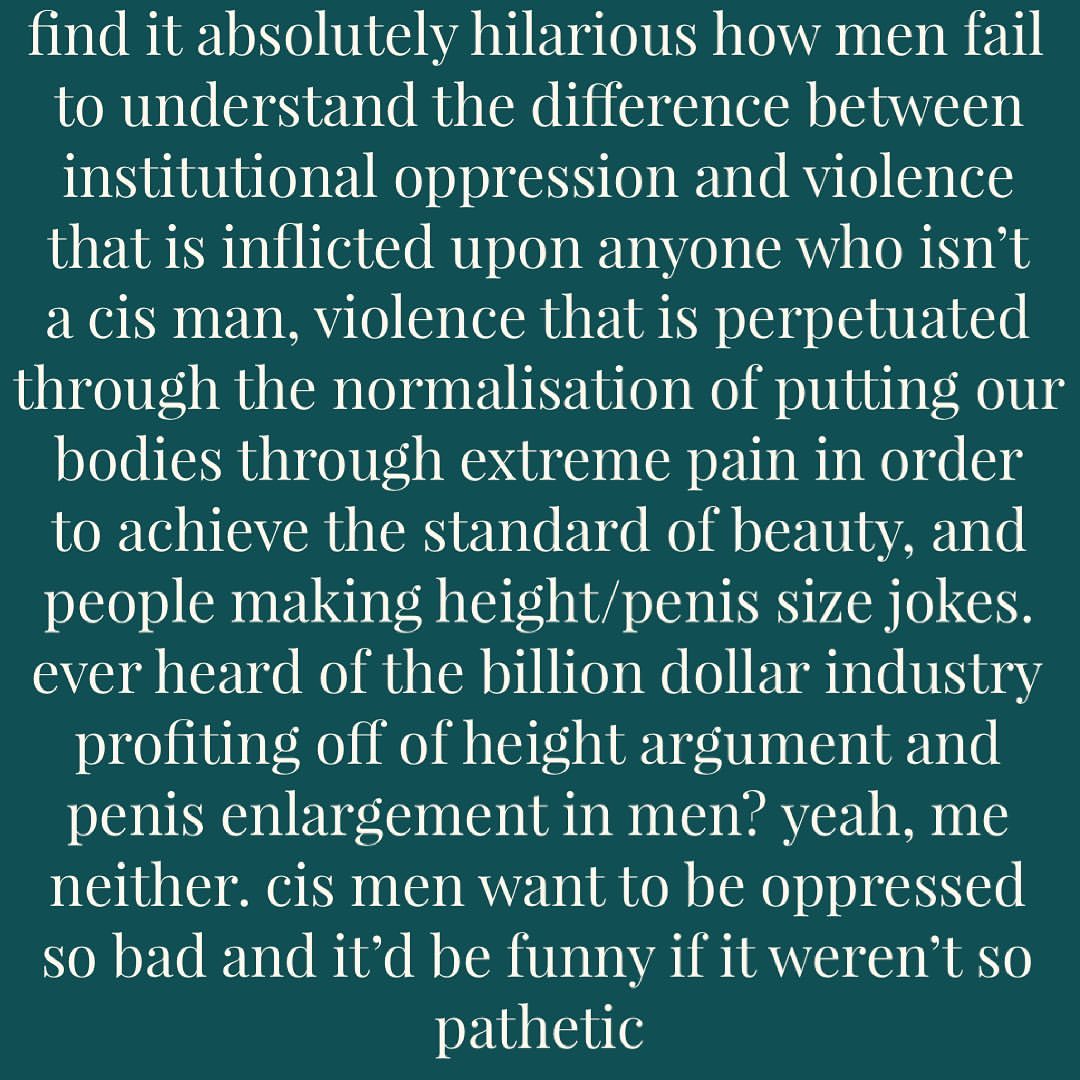 find it absolutely hilarious how men fail
to understand the difference between
institutional oppression and violence
that is inflicted upon anyone who isn’t
a cis man, violence that is perpetuated
through the normalisation of putting our
bodies through extreme pain in order
to achieve the standard of beauty, and
people making height/penis size jokes.
ever heard of the billion dollar industry
profiting off of height argument and
penis enlargement in men? yeah, me
neither. cis men want to be oppressed
so bad and it’d be funny if it weren’t so
pathetic